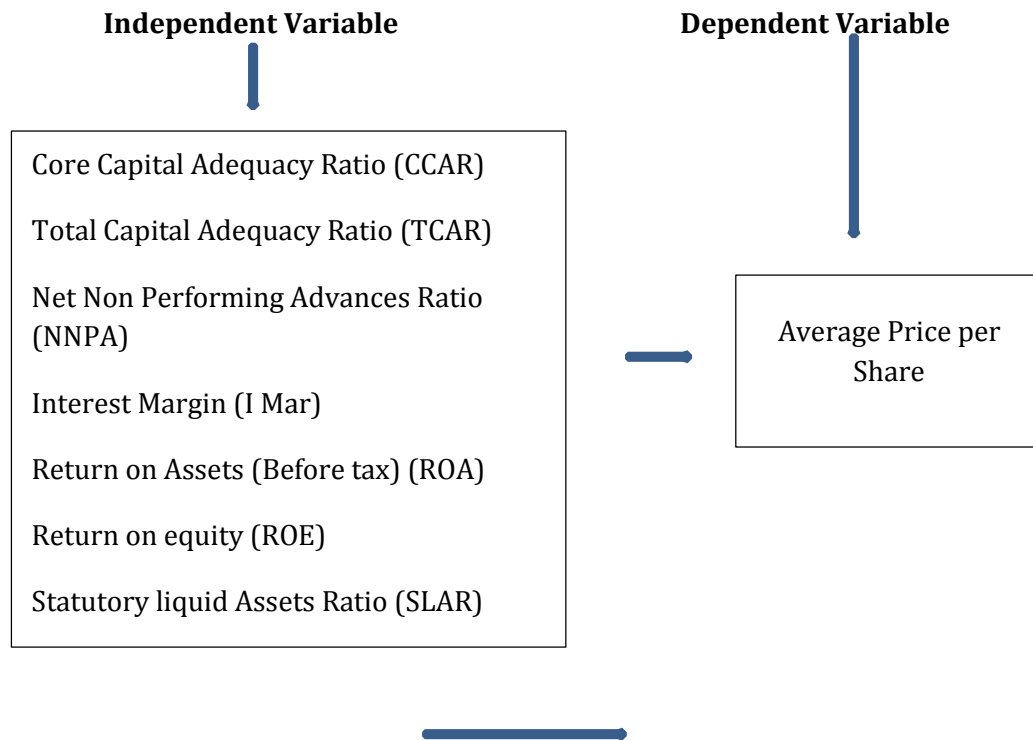 Independent Variable
Dependent Variable
Core Capital Adequacy Ratio (CCAR)
Total Capital Adequacy Ratio (TCAR)
Net Non Performing Advances Ratio
(NNPA)
Interest Margin (I Mar)
Return on Assets (Before tax) (ROA)
Return on equity (ROE)
Statutory liquid Assets Ratio (SLAR)
Average Price per
Share